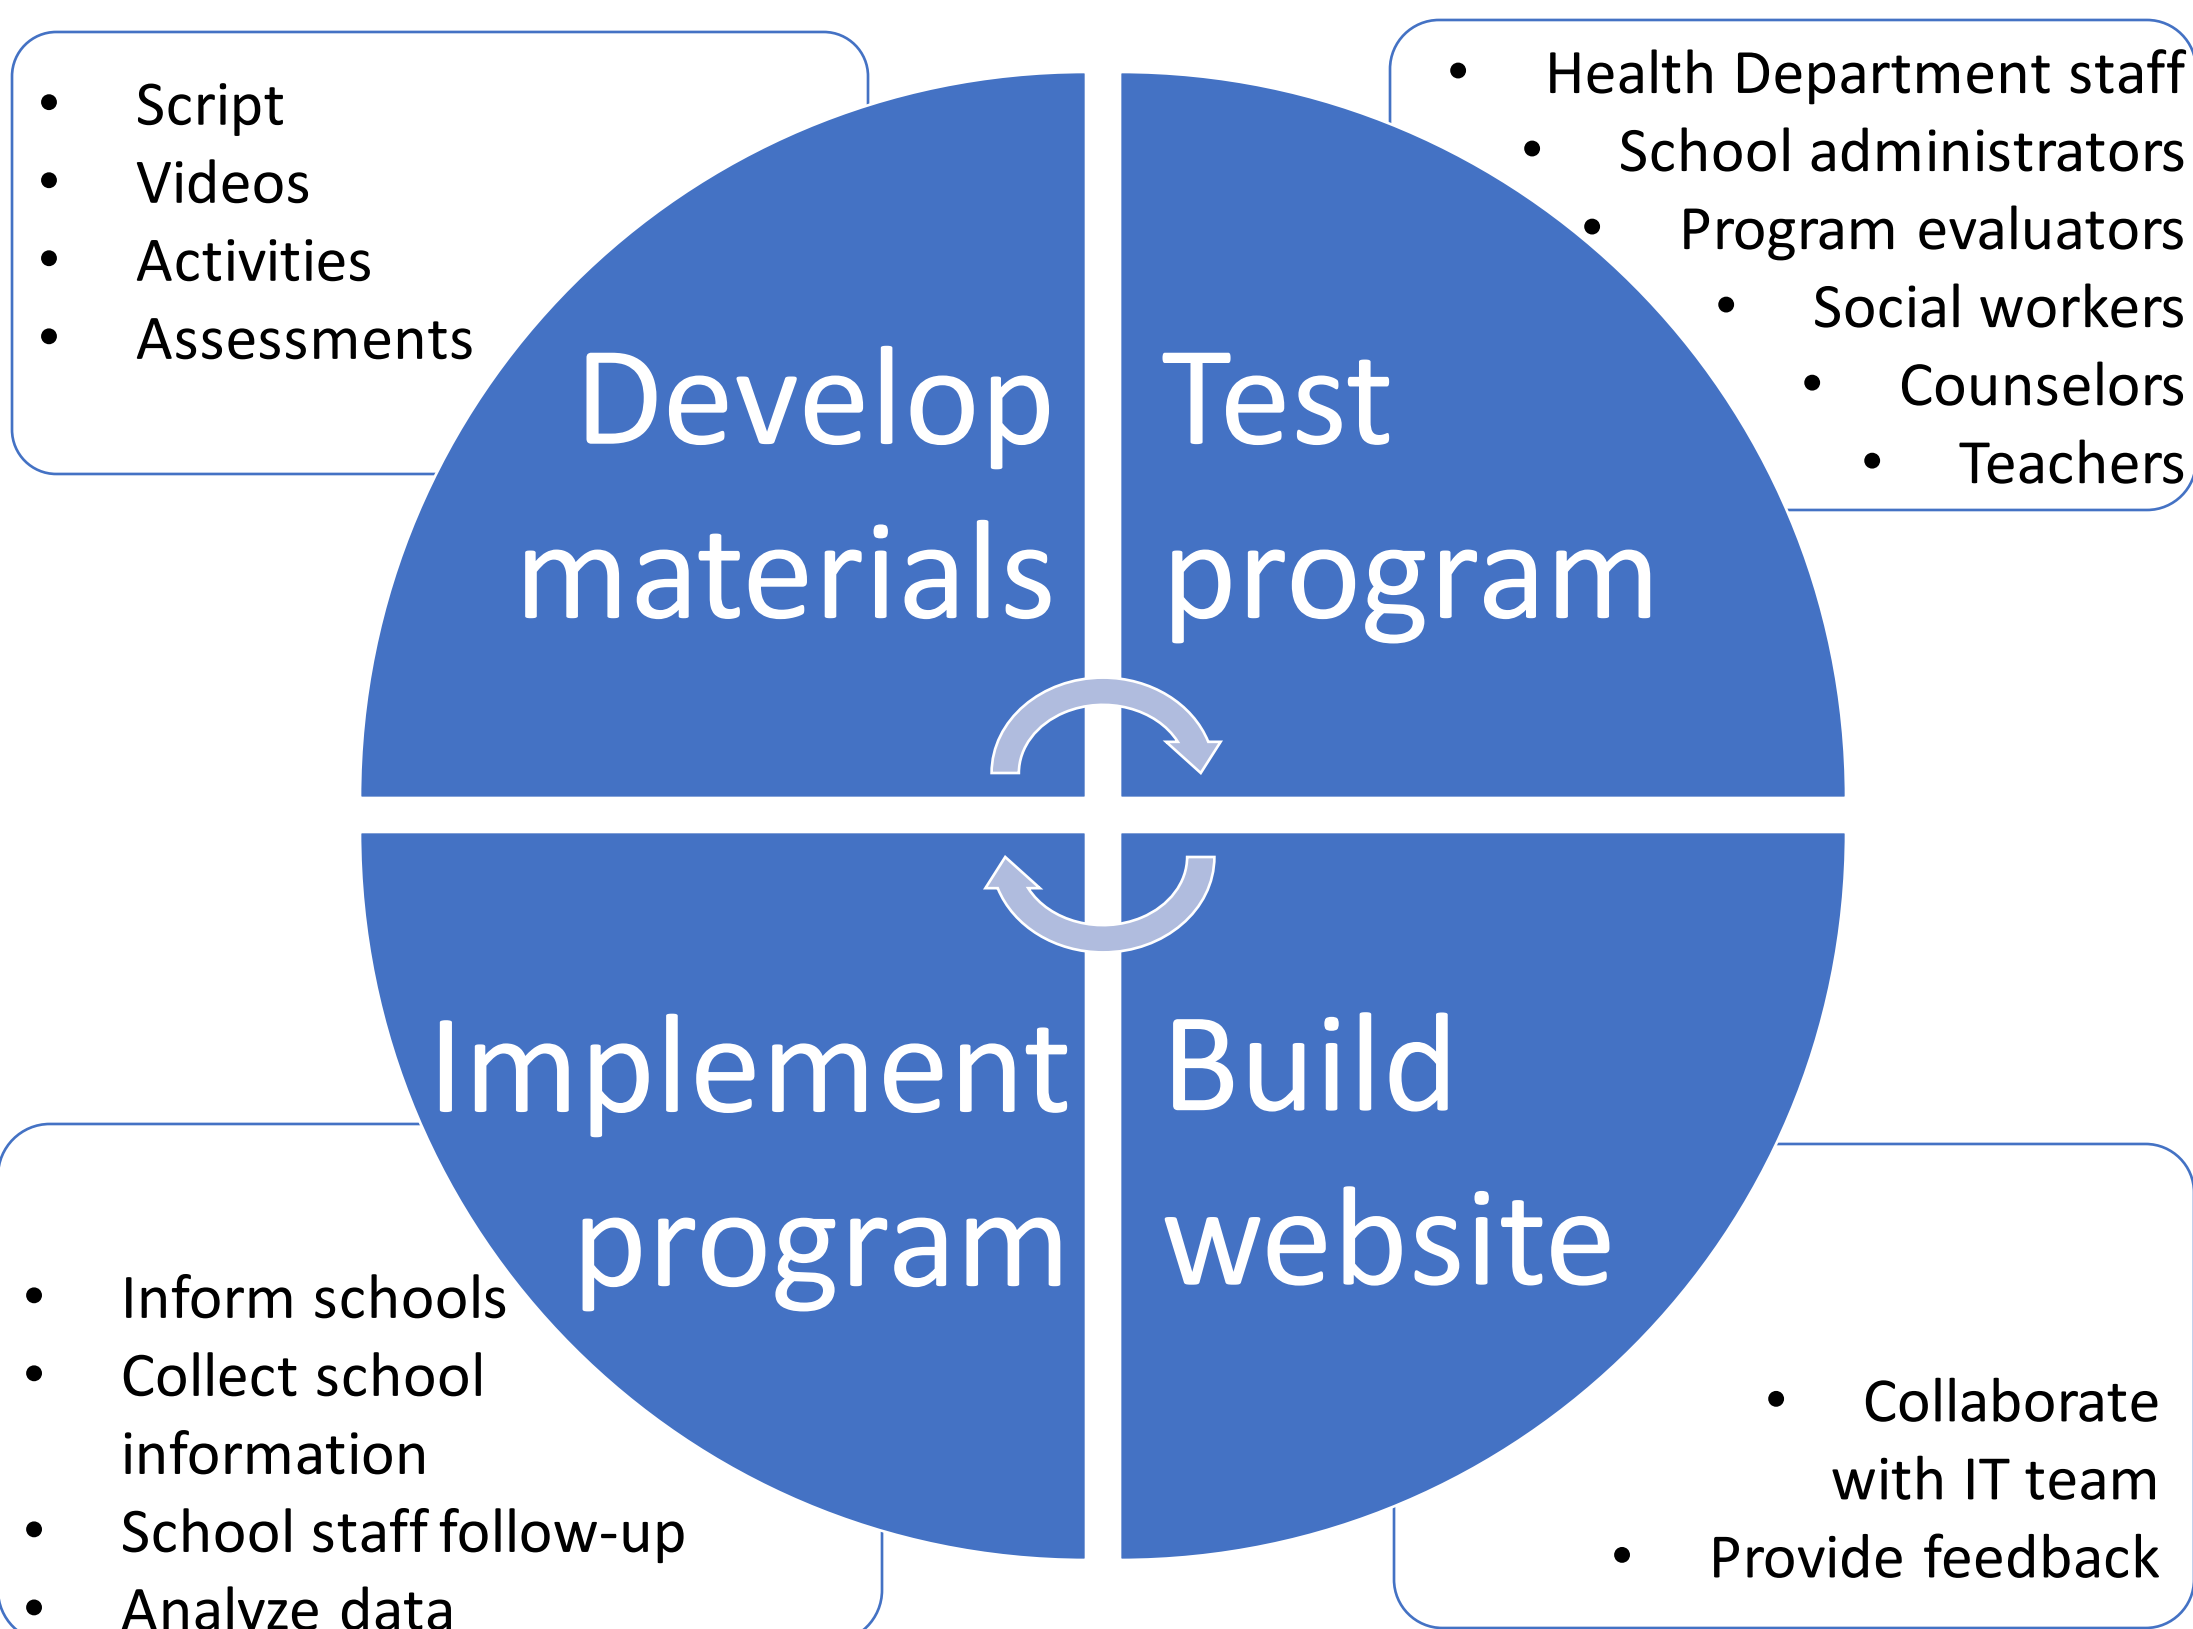 • Script
• Videos
• Activities
• Assessments
Develop
materials
• Health Department staff
• School administrators
• Program evaluators
• Social workers
• Counselors
• Teachers
Test
program
Implement
program
• Inform schools
• Collect school
information
• School staff follow-up
• Analyze data
Build
website
• Collaborate
with IT team
• Provide feedback